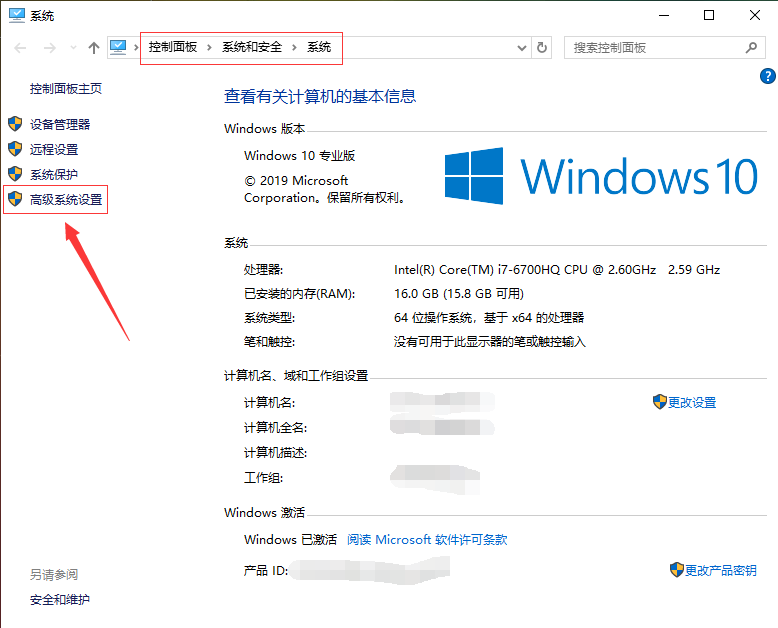 系统
控制面板 › 系统和安全 › 系统
搜索控制面板
?
控制面板主页
设备管理器
远程设置
系统保护
高级系统设置
查看有关计算机的基本信息
Windows 版本
Windows 10 专业版
© 2019 Microsoft
Corporation。保留所有权利。
Windows 10
系统
处理器: Intel(R) Core(TM) i7-6700HQ CPU @ 2.60GHz 2.59 GHz
已安装的内存(RAM): 16.0 GB (15.8 GB 可用)
系统类型: 64 位操作系统，基于 x64 的处理器
笔和触控: 没有可用于此显示器的笔或触控输入
计算机名、域和工作组设置
计算机名: 更改设置
计算机全名:
计算机描述:
工作组:
Windows 激活
Windows 已激活 阅读 Microsoft 软件许可条款
产品 ID: 更改产品密钥
另请参阅
安全和维护